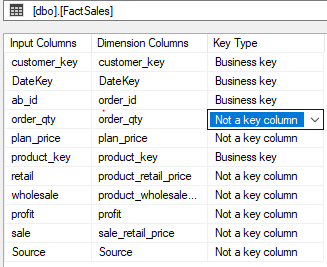 [dbo].[FactSales]
Input Columns Dimension Columns Key Type
customer_key customer_key Business key
DateKey DateKey Business key
ab_id order_id Business key
order_qty order_qty Not a key column
plan_price plan_price Not a key column
product_key product_key Business key
retail product_retail_price Not a key column
wholesale product_wholesale... Not a key column
profit profit Not a key column
sale sale_retail_price Not a key column
Source Source Not a key column